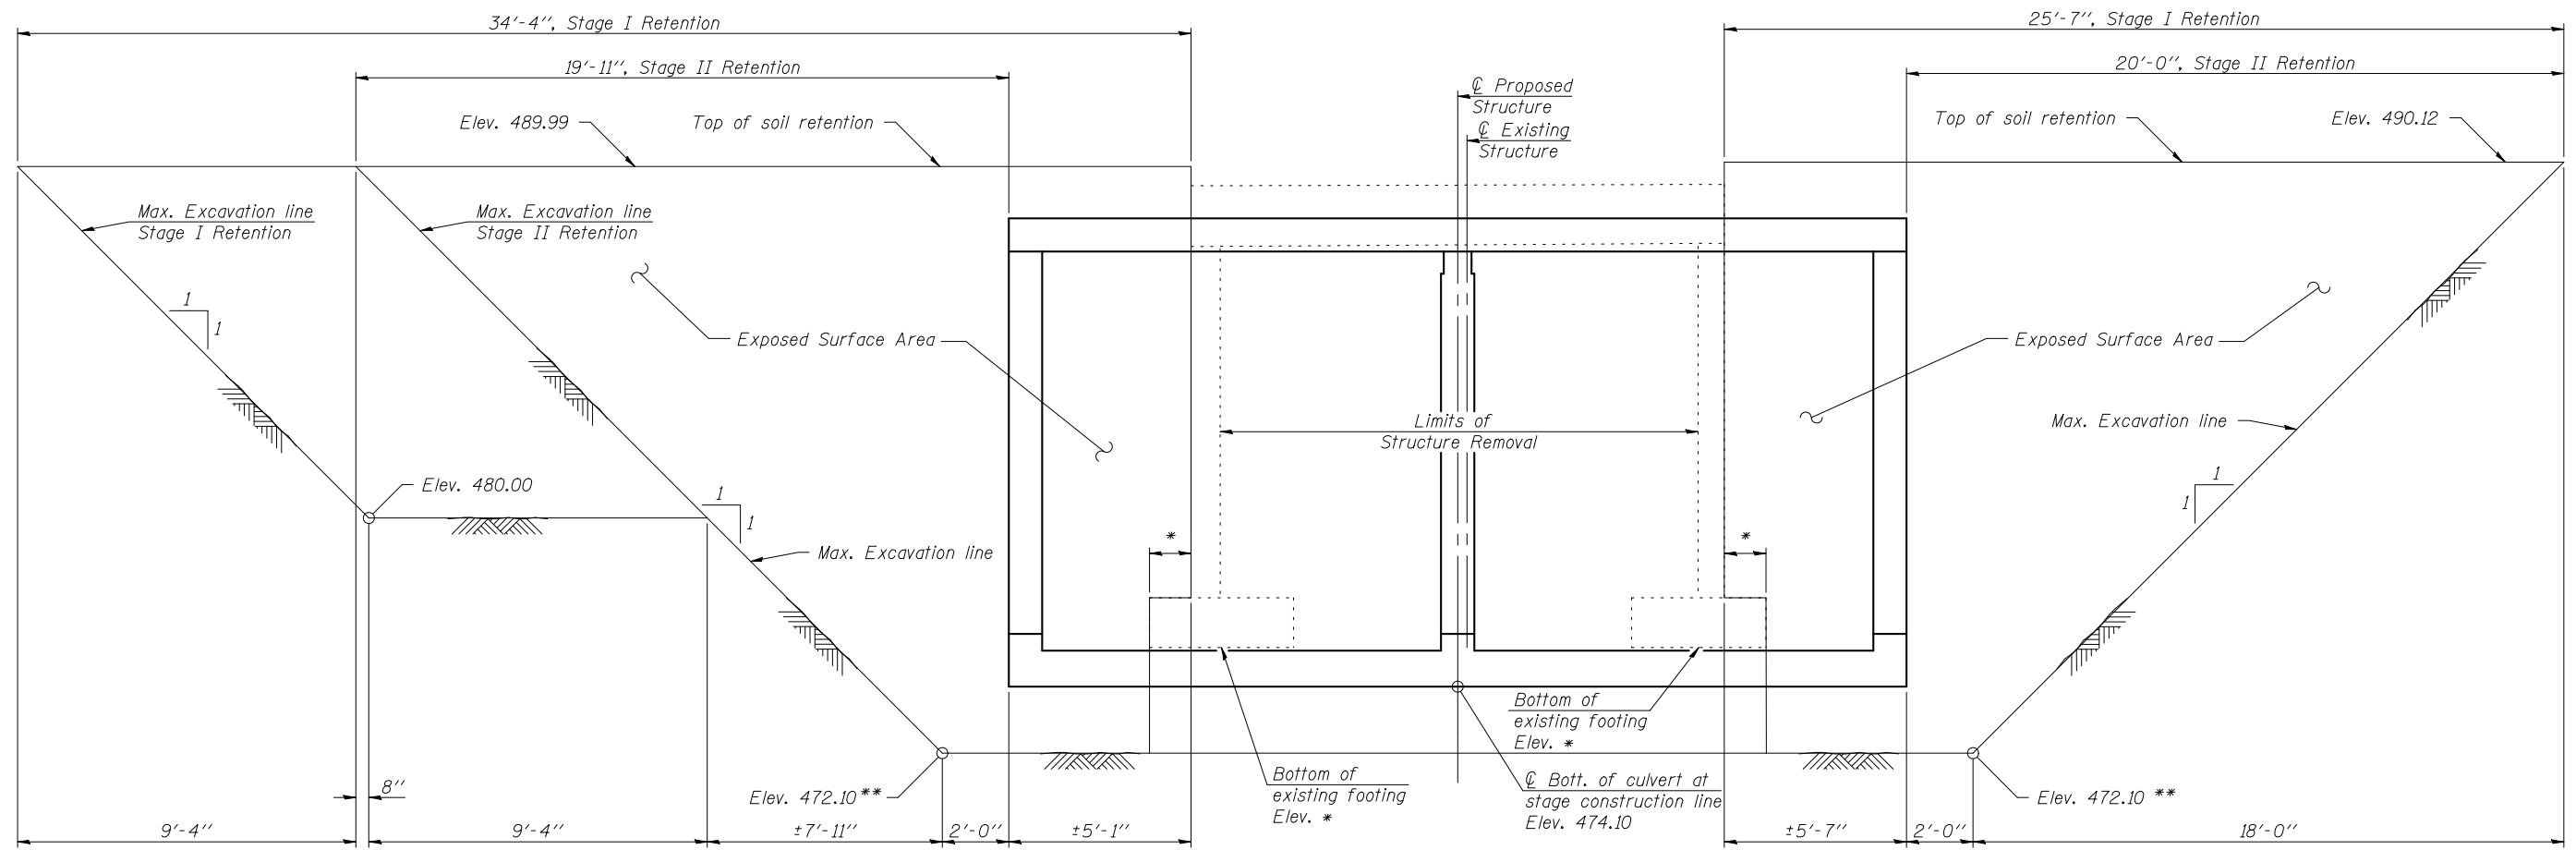 34'-4", Stage I Retention
25'-7", Stage I Retention
19'-11", Stage II Retention
20'-0", Stage II Retention
℄ Proposed
Structure
℄ Existing
Structure
Elev. 489.99
Top of soil retention
Top of soil retention
Elev. 490.12
Max. Excavation line
Stage I Retention
Max. Excavation line
Stage II Retention
1
1
Exposed Surface Area
Exposed Surface Area
Limits of
Structure Removal
Max. Excavation line
Elev. 480.00
1
1
1
1
Max. Excavation line
*
*
Bottom of
existing footing
Elev. *
Bottom of
existing footing
Elev. *
℄ Bott. of culvert at
stage construction line
Elev. 474.10
Elev. 472.10 **
Elev. 472.10 **
8"
9'-4"
9'-4"
±7'-11"
2'-0"
±5'-1"
±5'-7"
2'-0"
18'-0"